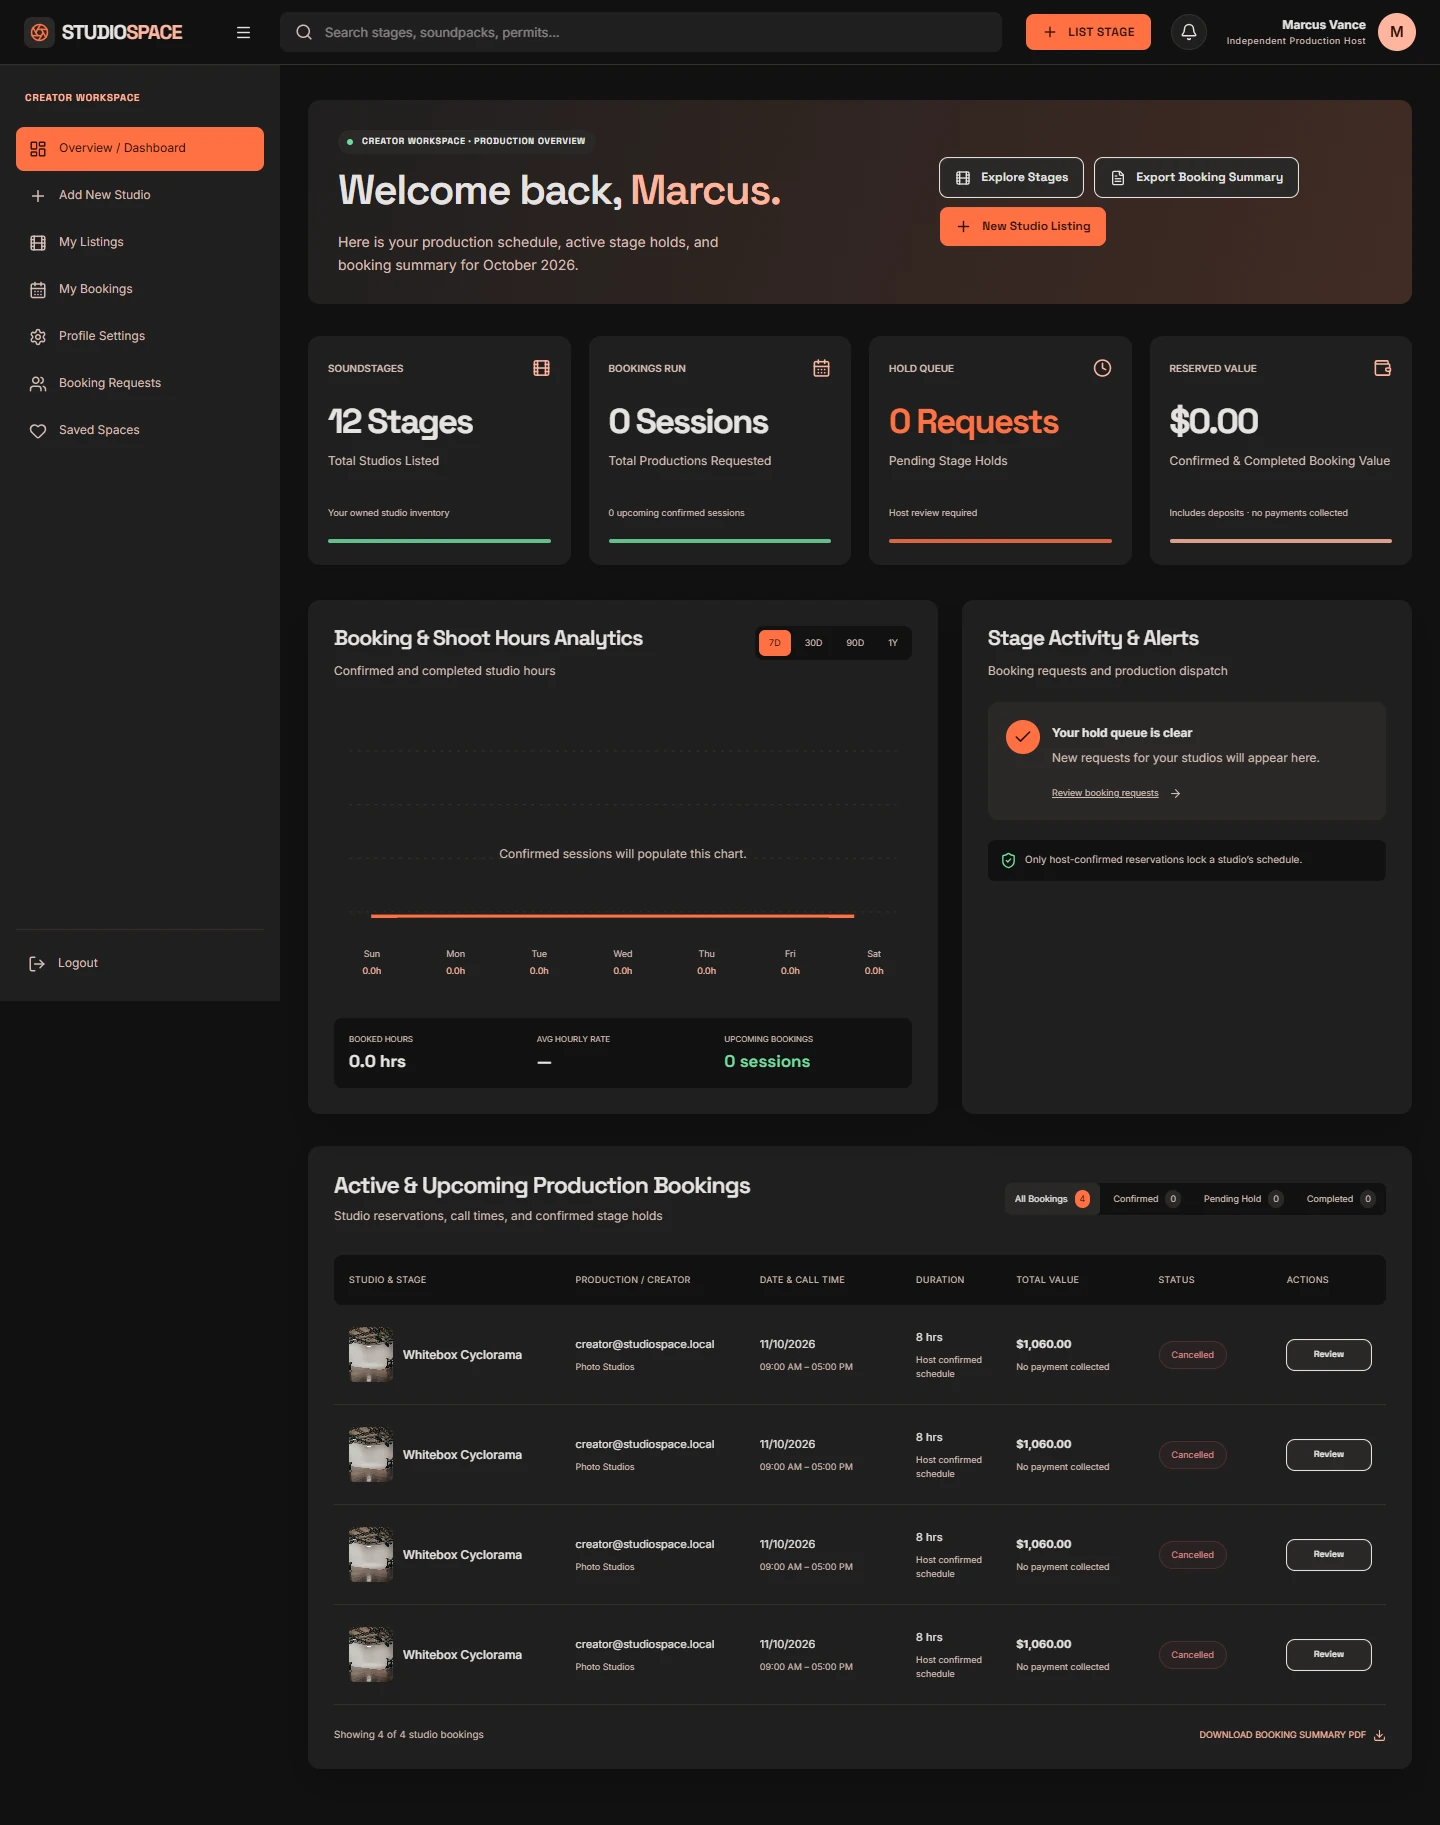 STUDIOSPACE
Search stages, soundpacks, permits...
LIST STAGE
Marcus Vance
Independent Production Host
M
CREATOR WORKSPACE
Overview / Dashboard
Add New Studio
My Listings
My Bookings
Profile Settings
Booking Requests
Saved Spaces
Logout
CREATOR WORKSPACE · PRODUCTION OVERVIEW
Welcome back, Marcus.
Here is your production schedule, active stage holds, and
booking summary for October 2026.
Explore Stages
Export Booking Summary
New Studio Listing
SOUNDSTAGES
12 Stages
Total Studios Listed
Your owned studio inventory
BOOKINGS RUN
0 Sessions
Total Productions Requested
0 upcoming confirmed sessions
HOLD QUEUE
0 Requests
Pending Stage Holds
Host review required
RESERVED VALUE
$0.00
Confirmed & Completed Booking Value
Includes deposits · no payments collected
Booking & Shoot Hours Analytics
Confirmed and completed studio hours
7D 30D 90D 1Y
Confirmed sessions will populate this chart.
Sun Mon Tue Wed Thu Fri Sat
0.0h 0.0h 0.0h 0.0h 0.0h 0.0h 0.0h
BOOKED HOURS AVG HOURLY RATE UPCOMING BOOKINGS
0.0 hrs — 0 sessions
Stage Activity & Alerts
Booking requests and production dispatch
Your hold queue is clear
New requests for your studios will appear here.
Review booking requests
Only host-confirmed reservations lock a studio's schedule.
Active & Upcoming Production Bookings
Studio reservations, call times, and confirmed stage holds
All Bookings 4 Confirmed 0 Pending Hold 0 Completed 0
STUDIO & STAGE PRODUCTION / CREATOR DATE & CALL TIME DURATION TOTAL VALUE STATUS ACTIONS
Whitebox Cyclorama
creator@studiospace.local
Photo Studios
11/10/2026
09:00 AM – 05:00 PM
8 hrs
Host confirmed
schedule
$1,060.00
No payment collected
Cancelled
Review
Whitebox Cyclorama
creator@studiospace.local
Photo Studios
11/10/2026
09:00 AM – 05:00 PM
8 hrs
Host confirmed
schedule
$1,060.00
No payment collected
Cancelled
Review
Whitebox Cyclorama
creator@studiospace.local
Photo Studios
11/10/2026
09:00 AM – 05:00 PM
8 hrs
Host confirmed
schedule
$1,060.00
No payment collected
Cancelled
Review
Whitebox Cyclorama
creator@studiospace.local
Photo Studios
11/10/2026
09:00 AM – 05:00 PM
8 hrs
Host confirmed
schedule
$1,060.00
No payment collected
Cancelled
Review
Showing 4 of 4 studio bookings
DOWNLOAD BOOKING SUMMARY PDF